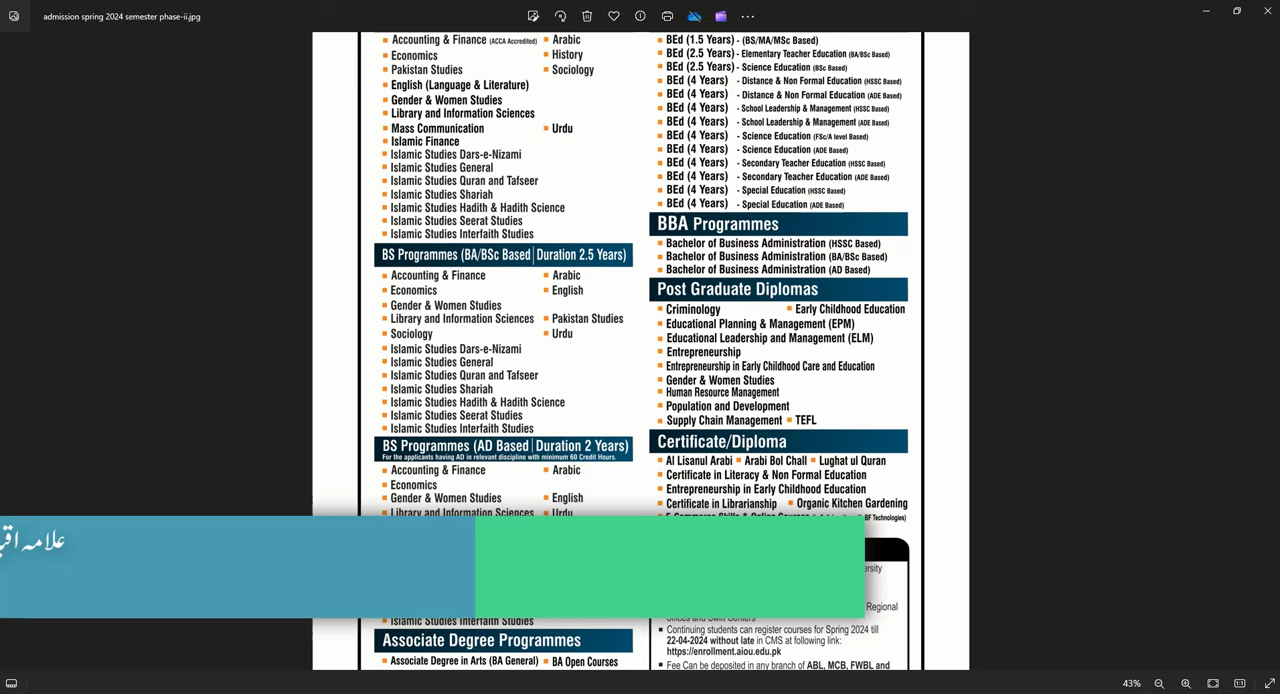 admission spring 2024 semester phase-ii.jpg
Accounting & Finance (ACCA Accredited)
Arabic
Economics
History
Pakistan Studies
Sociology
English (Language & Literature)
Gender & Women Studies
Library and Information Sciences
Mass Communication
Urdu
Islamic Finance
Islamic Studies Dars-e-Nizami
Islamic Studies General
Islamic Studies Quran and Tafseer
Islamic Studies Shariah
Islamic Studies Hadith & Hadith Science
Islamic Studies Seerat Studies
Islamic Studies Interfaith Studies
BS Programmes (BA/BSc Based | Duration 2.5 Years)
Accounting & Finance
Arabic
Economics
English
Gender & Women Studies
Library and Information Sciences
Pakistan Studies
Sociology
Urdu
Islamic Studies Dars-e-Nizami
Islamic Studies General
Islamic Studies Quran and Tafseer
Islamic Studies Shariah
Islamic Studies Hadith & Hadith Science
Islamic Studies Seerat Studies
Islamic Studies Interfaith Studies
BS Programmes (AD Based | Duration 2 Years)
For the applicants having AD in relevant discipline with minimum 60 Credit Hours.
Accounting & Finance
Arabic
Economics
Gender & Women Studies
English
Library and Information Sciences
Urdu
علامہ
Islamic Studies Interfaith Studies
Associate Degree Programmes
Associate Degree in Arts (BA General)
BA Open Courses
BEd (1.5 Years) - (BS/MA/MSc Based)
BEd (2.5 Years) - Elementary Teacher Education (BA/BSc Based)
BEd (2.5 Years) - Science Education (BSc Based)
BEd (4 Years) - Distance & Non Formal Education (HSSC Based)
BEd (4 Years) - Distance & Non Formal Education (ADE Based)
BEd (4 Years) - School Leadership & Management (HSSC Based)
BEd (4 Years) - School Leadership & Management (ADE Based)
BEd (4 Years) - Science Education (FSc/A level Based)
BEd (4 Years) - Science Education (ADE Based)
BEd (4 Years) - Secondary Teacher Education (HSSC Based)
BEd (4 Years) - Secondary Teacher Education (ADE Based)
BEd (4 Years) - Special Education (HSSC Based)
BEd (4 Years) - Special Education (ADE Based)
BBA Programmes
Bachelor of Business Administration (HSSC Based)
Bachelor of Business Administration (BA/BSc Based)
Bachelor of Business Administration (AD Based)
Post Graduate Diplomas
Criminology
Early Childhood Education
Educational Planning & Management (EPM)
Educational Leadership and Management (ELM)
Entrepreneurship
Entrepreneurship in Early Childhood Care and Education
Gender & Women Studies
Human Resource Management
Population and Development
Supply Chain Management
TEFL
Certificate/Diploma
Al Lisanul Arabi
Arabi Bol Chall
Lughat ul Quran
Certificate in Literacy & Non Formal Education
Entrepreneurship in Early Childhood Education
Certificate in Librarianship
Organic Kitchen Gardening
E-Commerce Skills & Online Courses
BF Technologies)
Regional
Offices and Swift Centers
Continuing students can register courses for Spring 2024 till
22-04-2024 without late in CMS at following link:
https://enrollment.aiou.edu.pk
Fee Can be deposited in any branch of ABL, MCB, FWBL and
43%